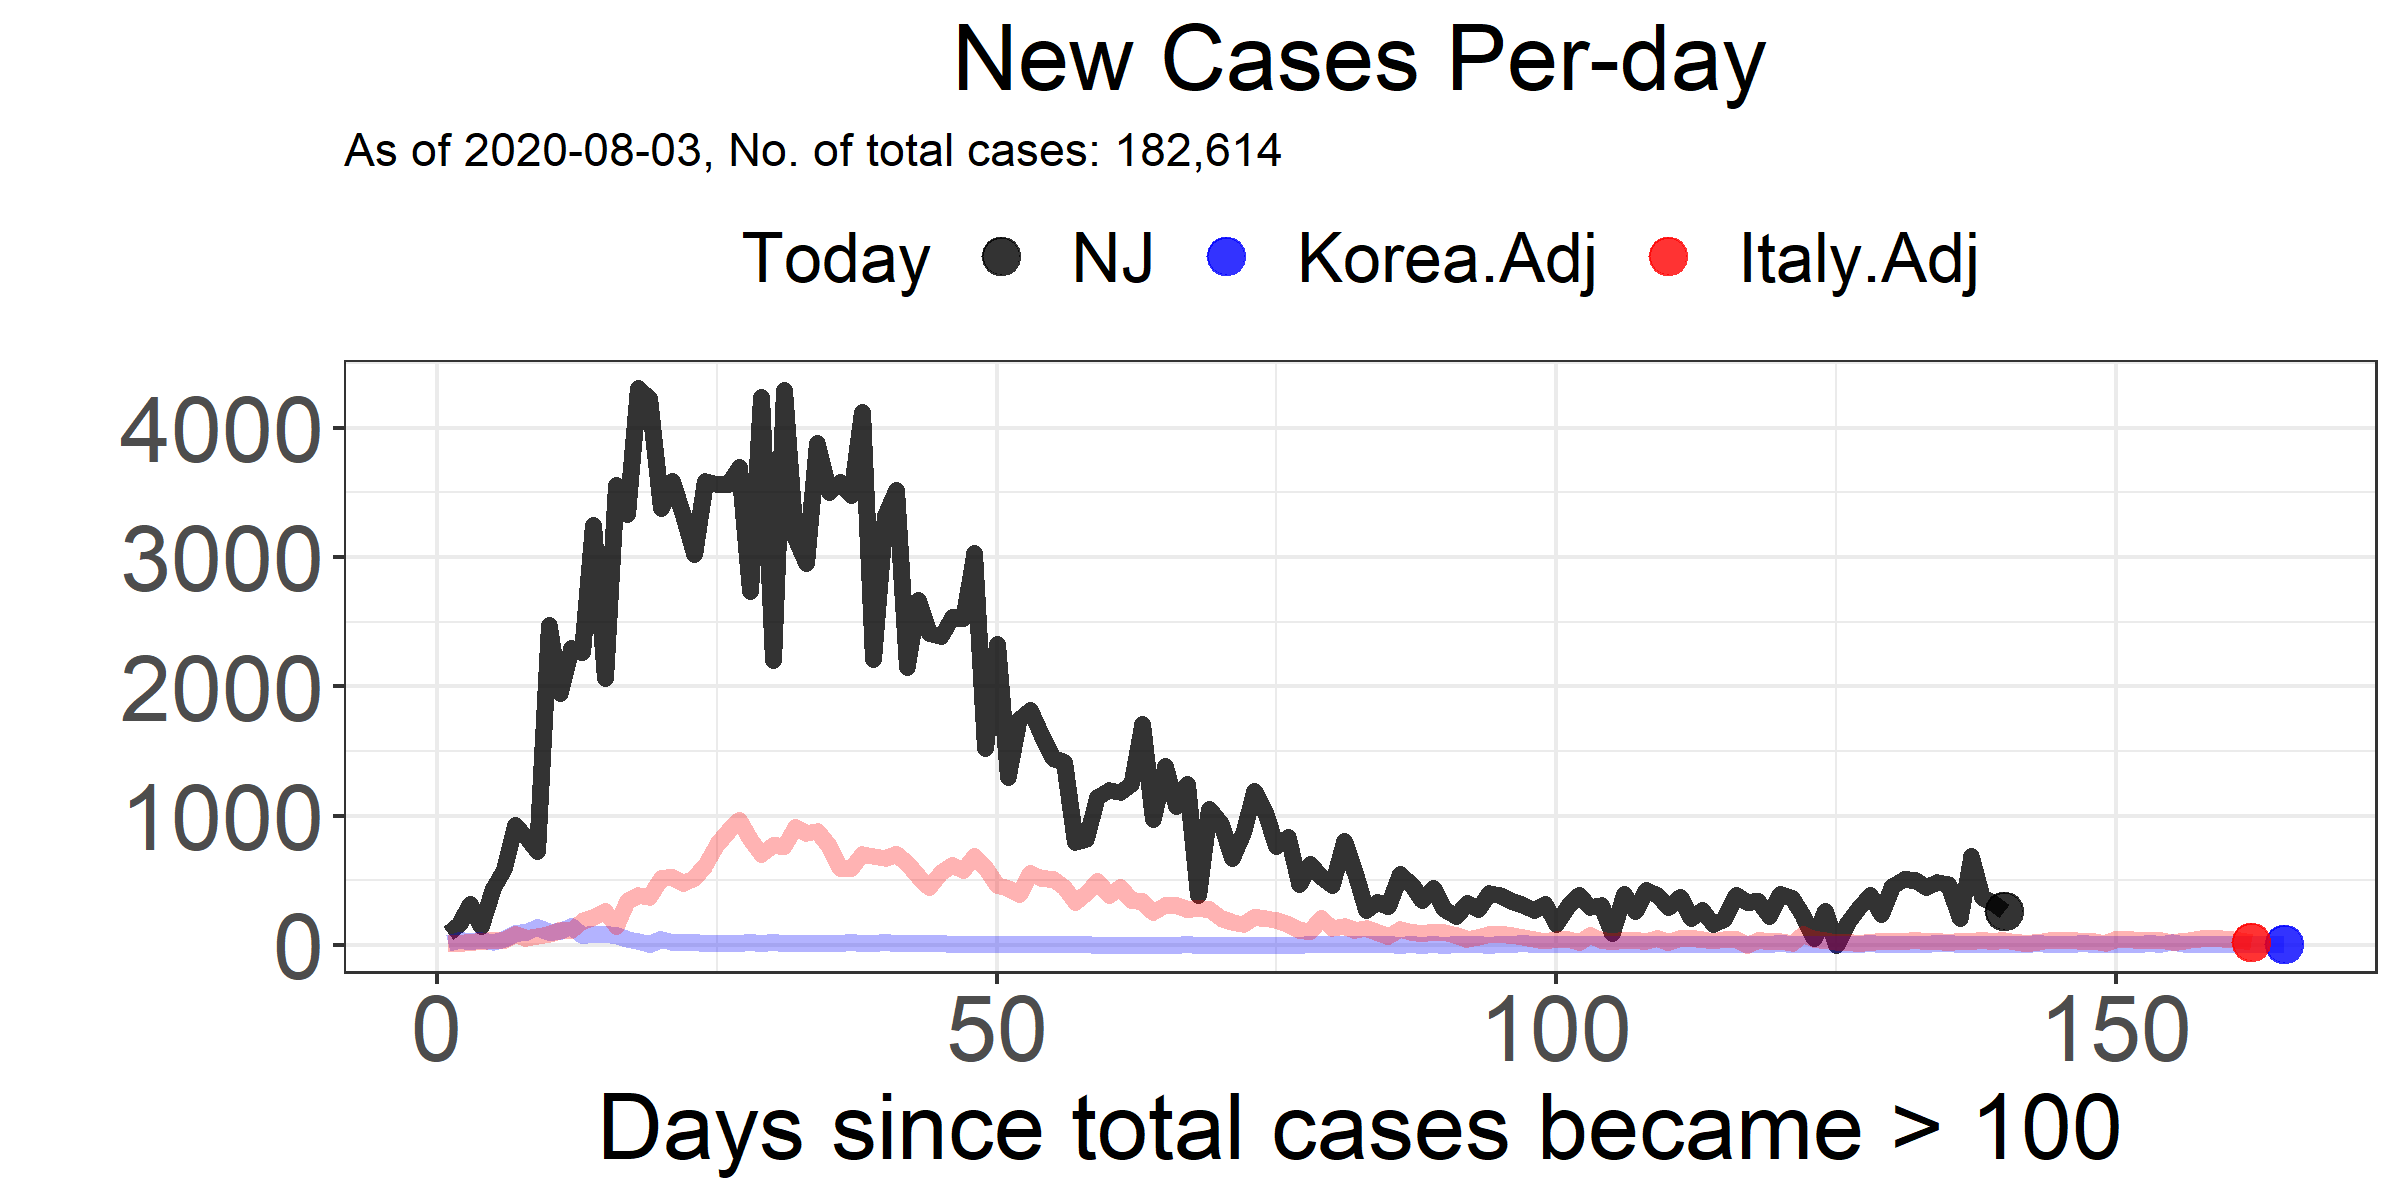 New Cases Per-day
As of 2020-08-03, No. of total cases: 182,614
Today NJ Korea.Adj Italy.Adj
4000
3000
2000
1000
0
0 50 100 150
Days since total cases became > 100